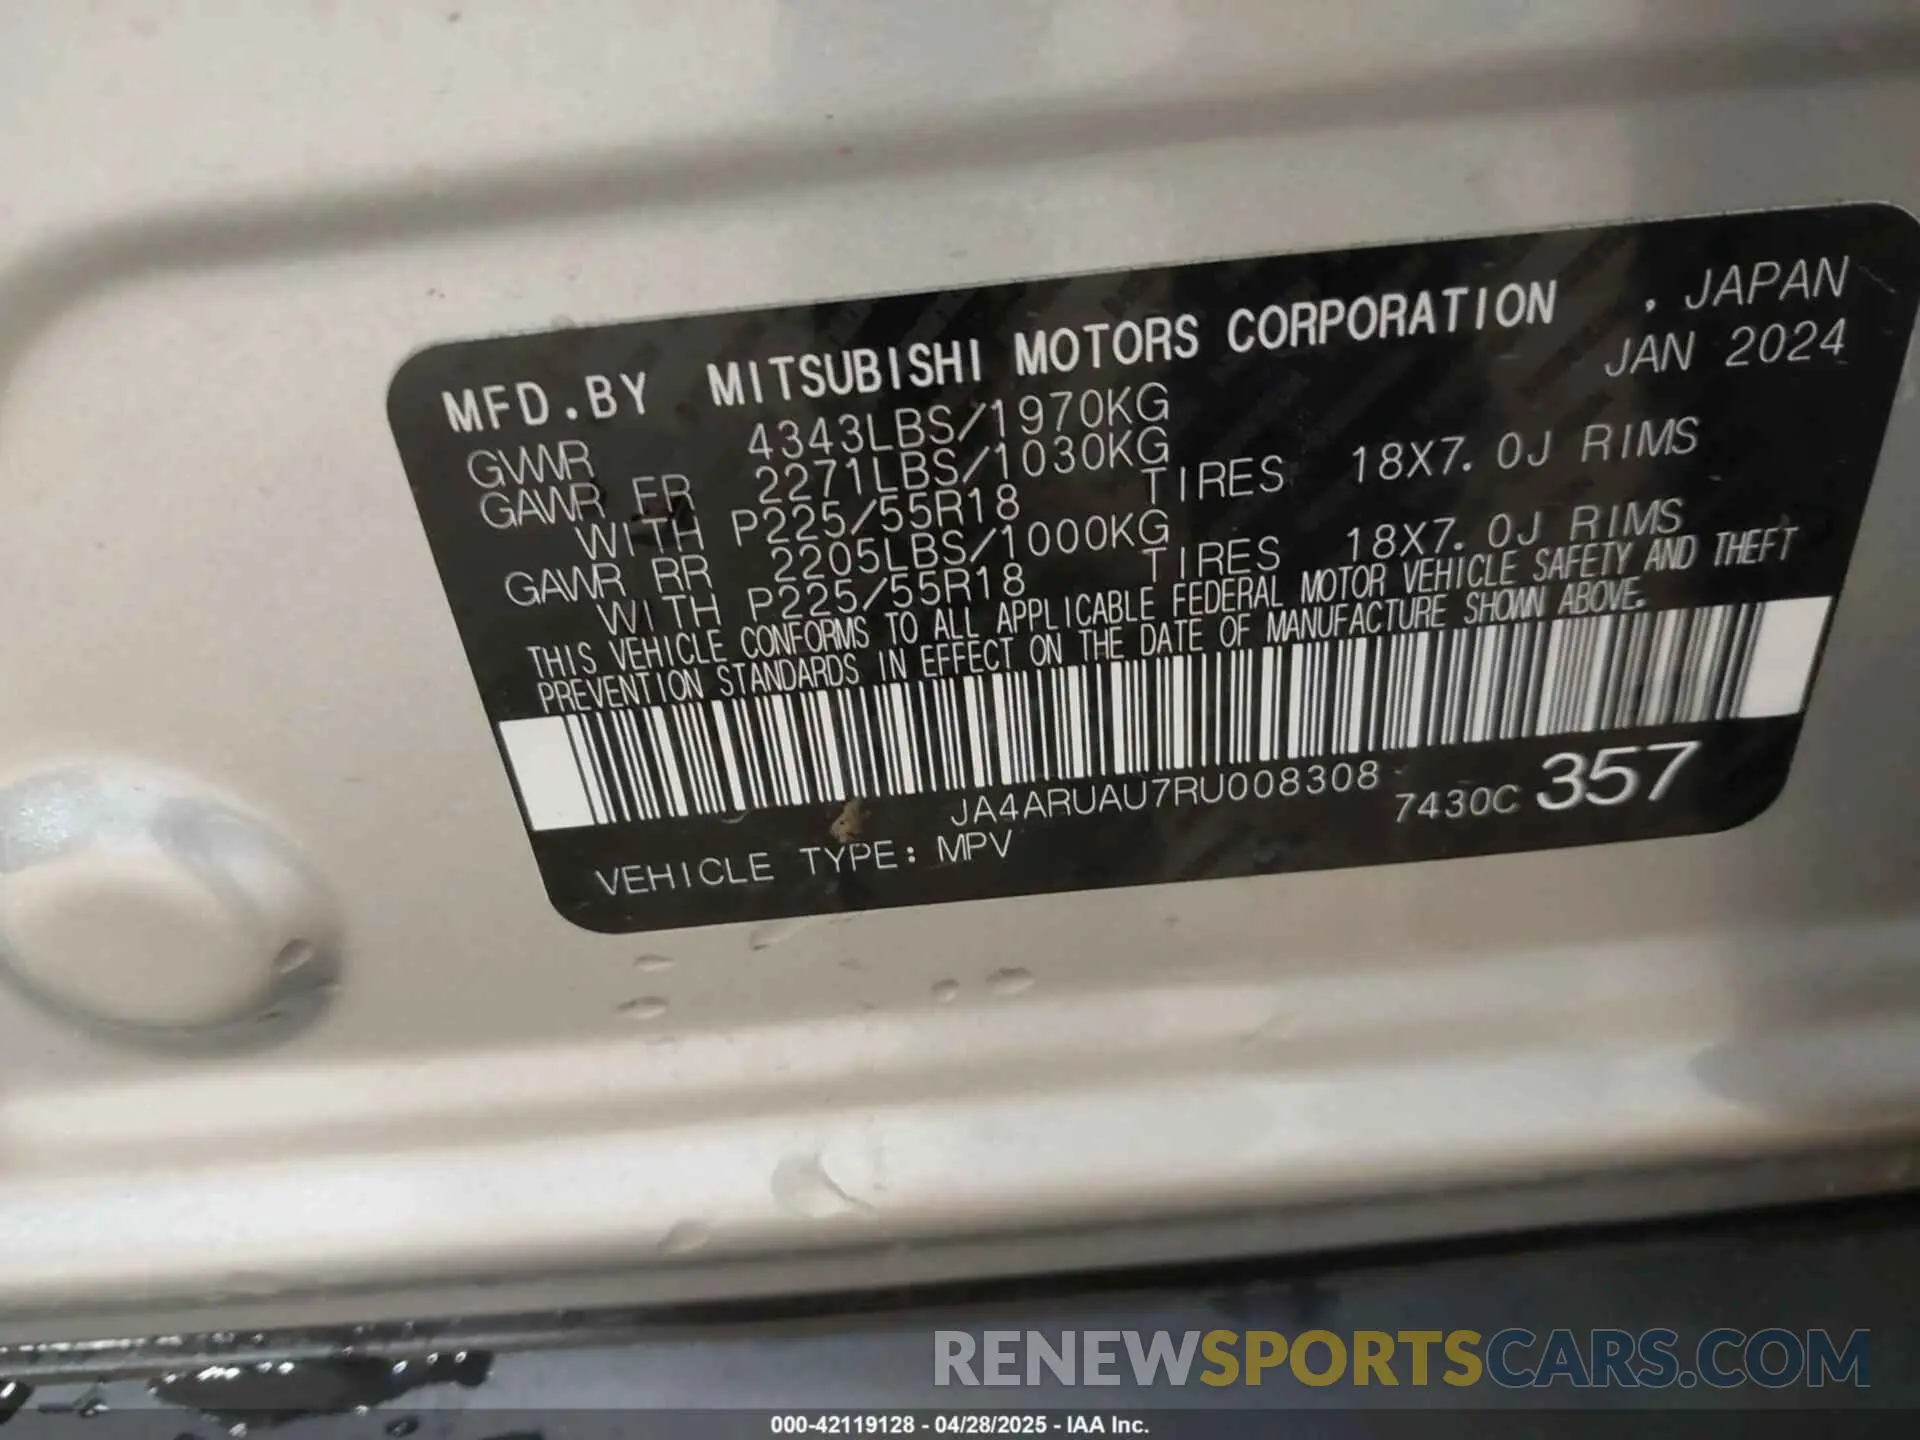 MFD.BY MITSUBISHI MOTORS CORPORATION , JAPAN
GVWR 4343LBS/1970KG JAN 2024
GAWR FR 2271LBS/1030KG
WITH P225/55R18 TIRES 18X7.0J RIMS
GAWR RR 2205LBS/1000KG
WITH P225/55R18 TIRES 18X7.0J RIMS
THIS VEHICLE CONFORMS TO ALL APPLICABLE FEDERAL MOTOR VEHICLE SAFETY AND THEFT
PREVENTION STANDARDS IN EFFECT ON THE DATE OF MANUFACTURE SHOWN ABOVE.
JA4ARUAU7RU008308 7430C 357
VEHICLE TYPE: MPV
RENEWSPORTSCARS.COM
000-42119128 - 04/28/2025 - IAA Inc.